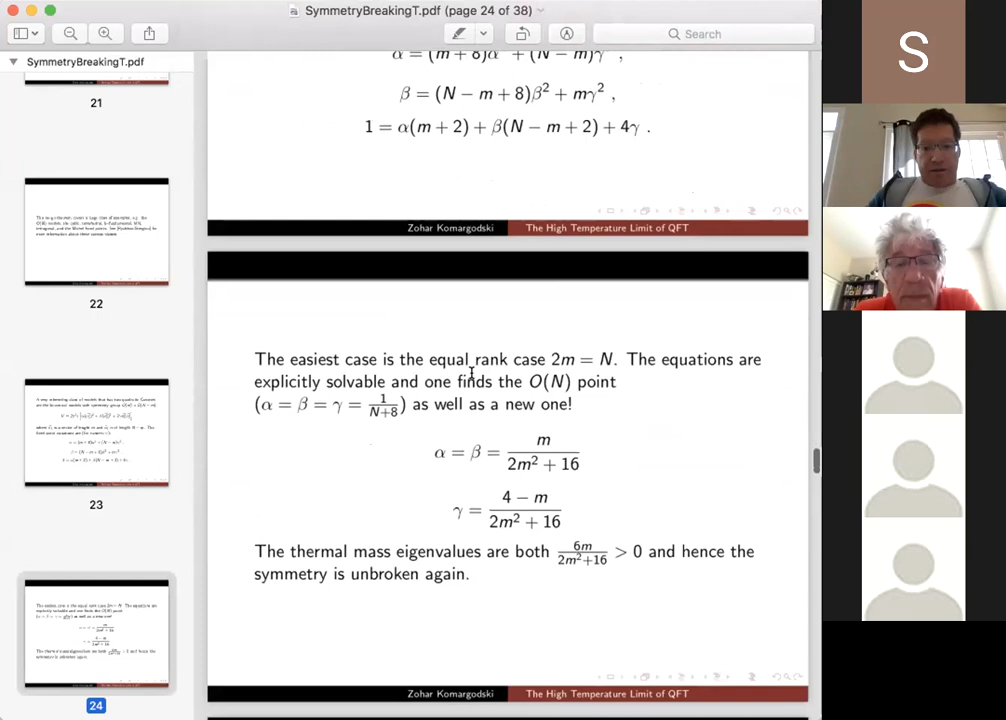 SymmetryBreakingT.pdf (page 24 of 38)
Search
SymmetryBreakingT.pdf
21
22
23
24
α = (m + 8)α + (N − m)γ ,
β = (N − m + 8)β² + mγ² ,
1 = α(m + 2) + β(N − m + 2) + 4γ .
Zohar Komargodski The High Temperature Limit of QFT
The easiest case is the equal rank case 2m = N. The equations are
explicitly solvable and one finds the O(N) point
(α = β = γ = 1/(N+8)) as well as a new one!
α = β = m/(2m² + 16)
γ = (4 − m)/(2m² + 16)
The thermal mass eigenvalues are both 6m/(2m²+16) > 0 and hence the
symmetry is unbroken again.
Zohar Komargodski The High Temperature Limit of QFT
S